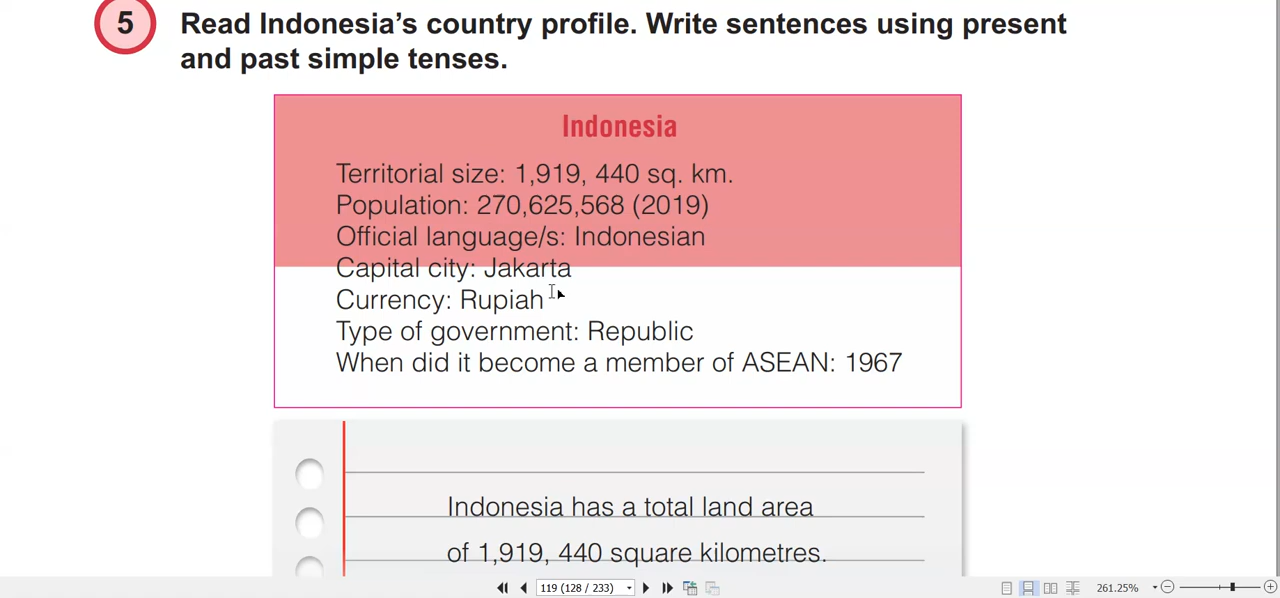 5
Read Indonesia's country profile. Write sentences using present
and past simple tenses.
Indonesia
Territorial size: 1,919, 440 sq. km.
Population: 270,625,568 (2019)
Official language/s: Indonesian
Capital city: Jakarta
Currency: Rupiah
Type of government: Republic
When did it become a member of ASEAN: 1967
Indonesia has a total land area
of 1,919, 440 square kilometres.
119 (128 / 233)
261.25%